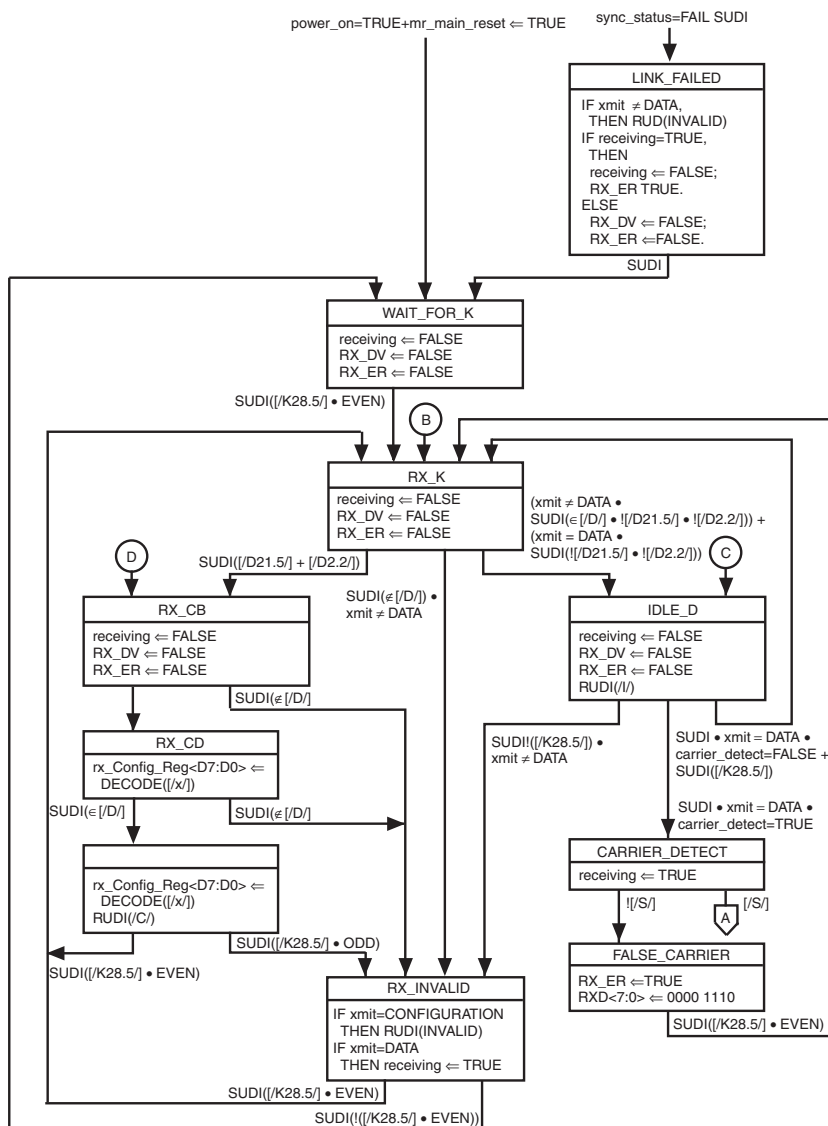 power_on=TRUE+mr_main_reset ⇐ TRUE
sync_status=FAIL SUDI
LINK_FAILED
IF xmit ≠ DATA,
THEN RUD(INVALID)
IF receiving=TRUE,
THEN
receiving ⇐ FALSE;
RX_ER TRUE.
ELSE
RX_DV ⇐ FALSE;
RX_ER ⇐FALSE.
SUDI
WAIT_FOR_K
receiving ⇐ FALSE
RX_DV ⇐ FALSE
RX_ER ⇐ FALSE
SUDI([/K28.5/] • EVEN)
B
RX_K
receiving ⇐ FALSE
RX_DV ⇐ FALSE
RX_ER ⇐ FALSE
(xmit ≠ DATA •
SUDI(∈[/D/] • ![/D21.5/] • ![/D2.2/])) +
(xmit = DATA •
SUDI(![/D21.5/] • ![/D2.2/]))
D
SUDI([/D21.5/] + [/D2.2/])
SUDI(∉[/D/]) •
xmit ≠ DATA
C
RX_CB
receiving ⇐ FALSE
RX_DV ⇐ FALSE
RX_ER ⇐ FALSE
SUDI(∉[/D/]
IDLE_D
receiving ⇐ FALSE
RX_DV ⇐ FALSE
RX_ER ⇐ FALSE
RUDI(/I/)
SUDI!([/K28.5/]) •
xmit ≠ DATA
SUDI • xmit = DATA •
carrier_detect=FALSE +
SUDI([/K28.5/])
RX_CD
rx_Config_Reg<D7:D0> ⇐
DECODE([/x/])
SUDI(∈[/D/]
SUDI(∉[/D/]
SUDI • xmit = DATA •
carrier_detect=TRUE
CARRIER_DETECT
receiving ⇐ TRUE
![/S/]
[/S/]
A
rx_Config_Reg<D7:D0> ⇐
DECODE([/x/])
RUDI(/C/)
SUDI([/K28.5/] • ODD)
SUDI([/K28.5/] • EVEN)
FALSE_CARRIER
RX_ER ⇐TRUE
RXD<7:0> ⇐ 0000 1110
SUDI([/K28.5/] • EVEN)
RX_INVALID
IF xmit=CONFIGURATION
THEN RUDI(INVALID)
IF xmit=DATA
THEN receiving ⇐ TRUE
SUDI([/K28.5/] • EVEN)
SUDI(!([/K28.5/] • EVEN))